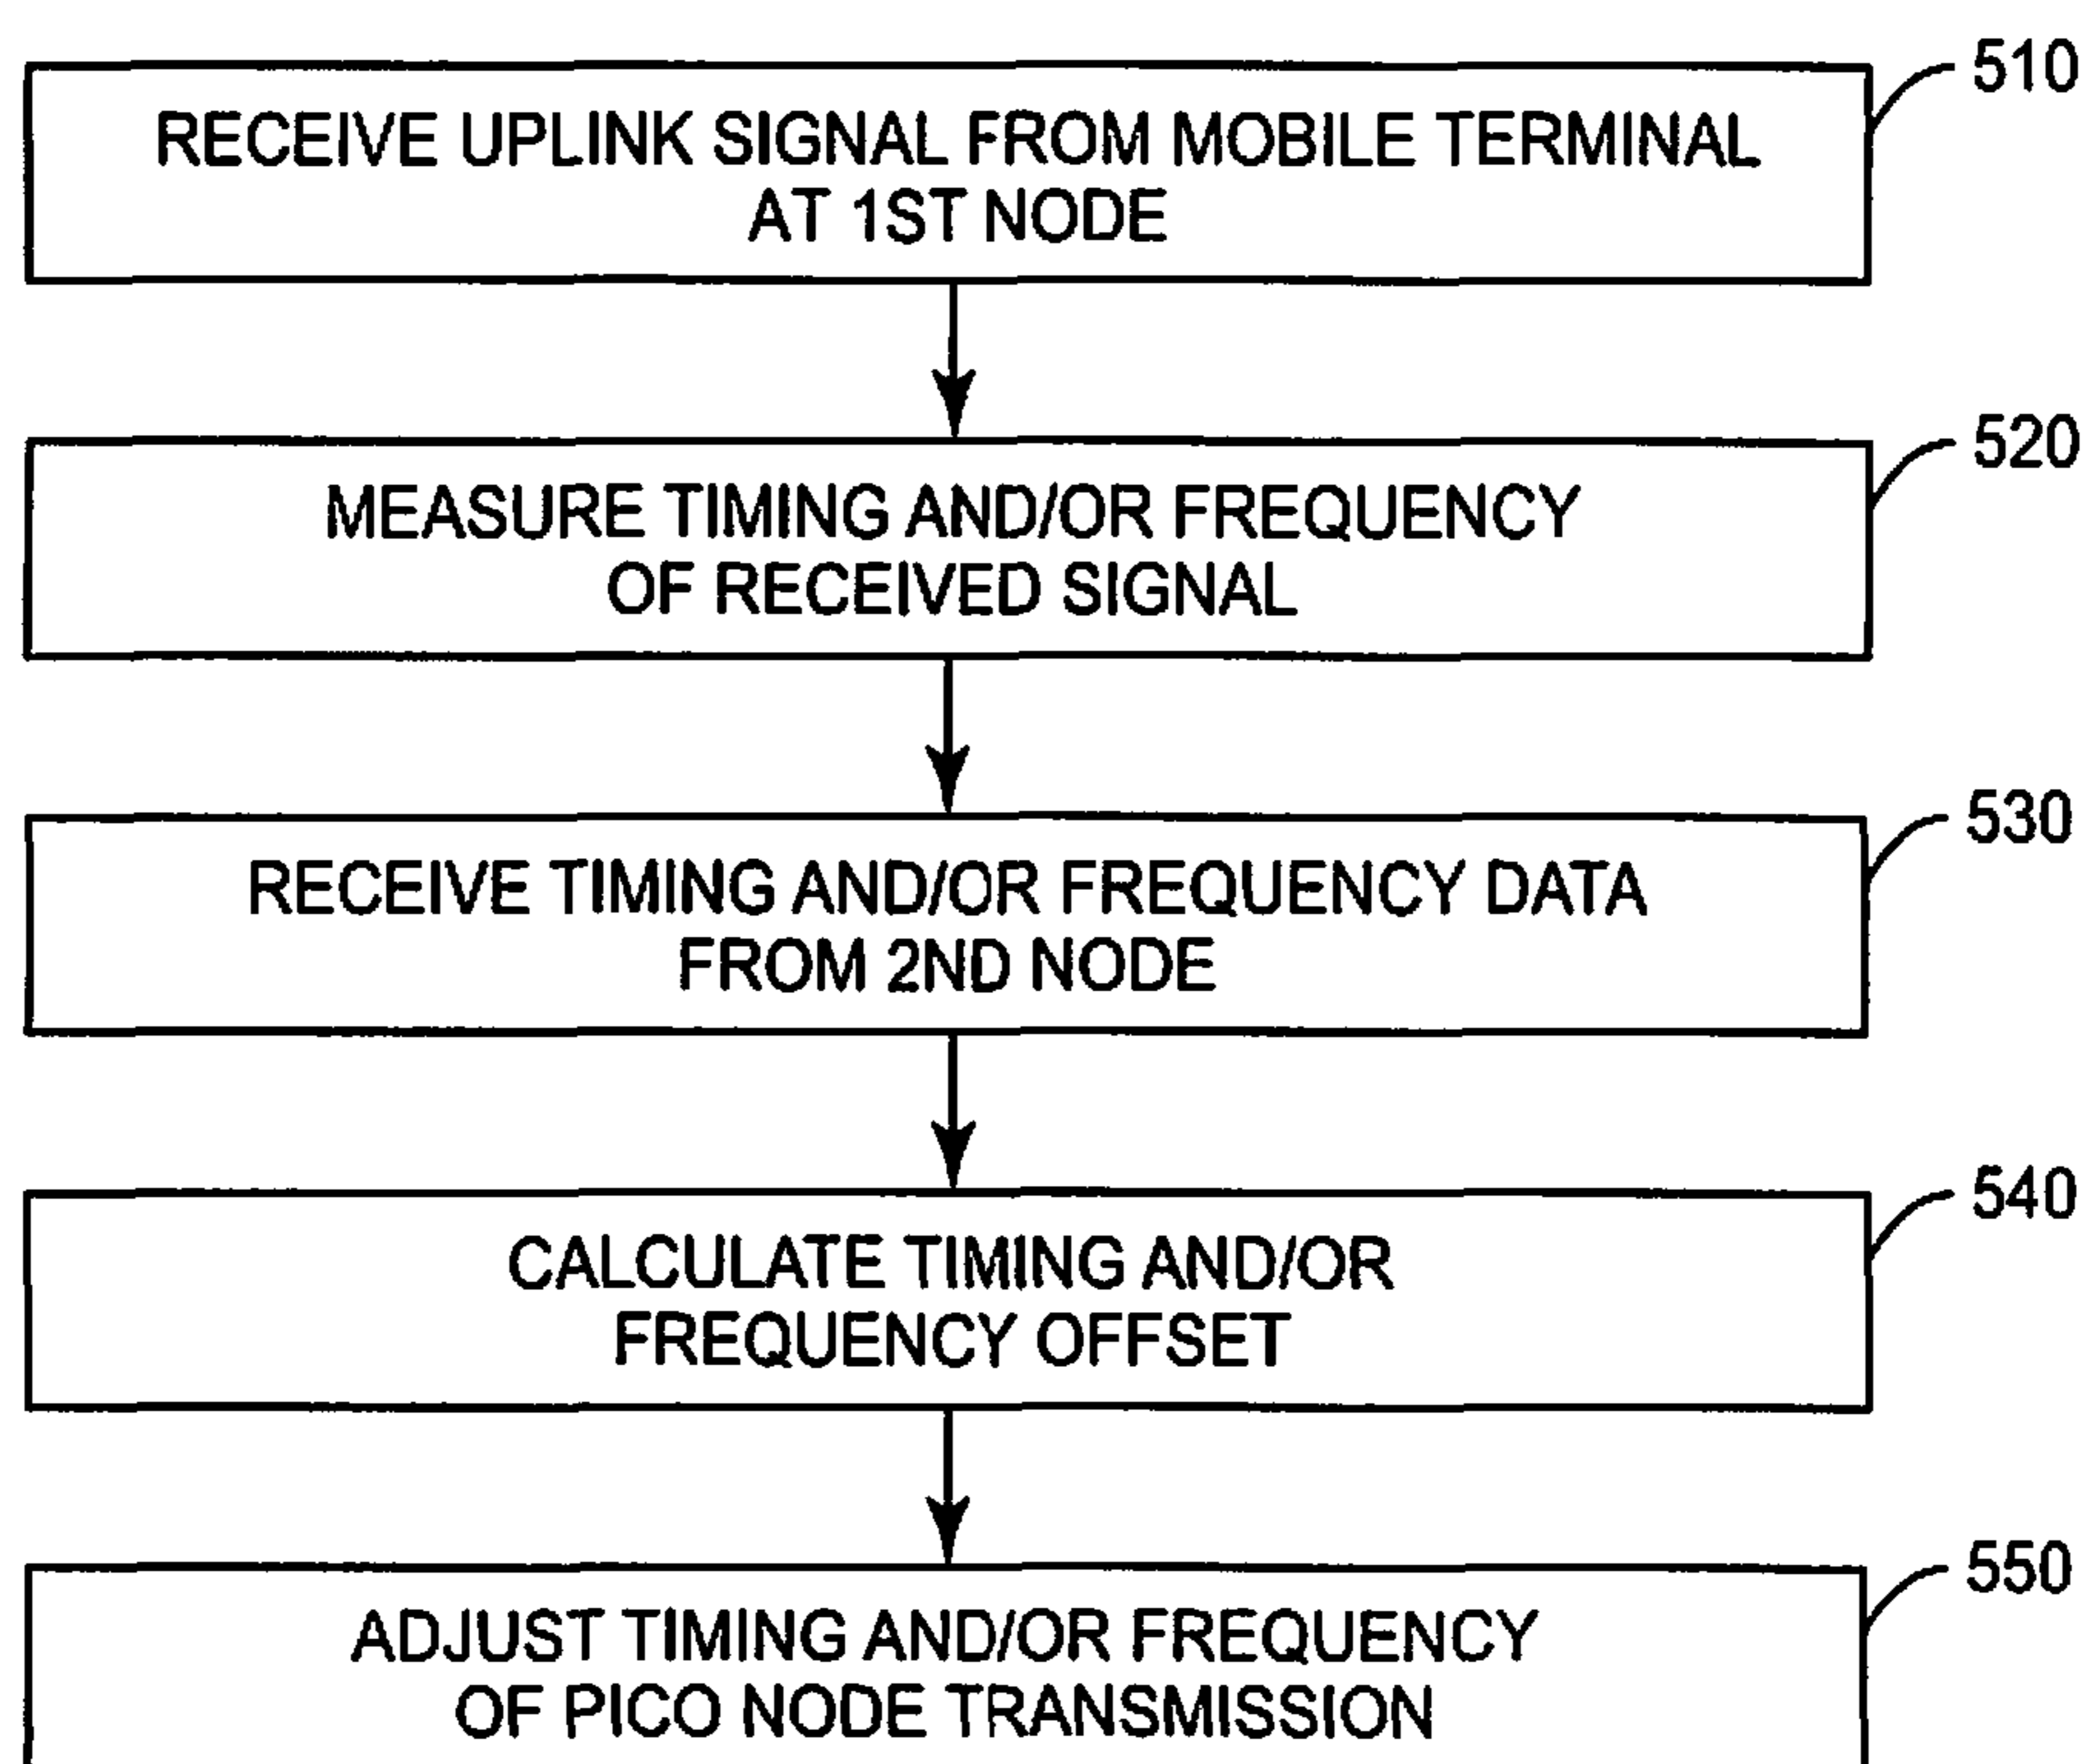 510
RECEIVE UPLINK SIGNAL FROM MOBILE TERMINAL
AT 1ST NODE
520
MEASURE TIMING AND/OR FREQUENCY
OF RECEIVED SIGNAL
530
RECEIVE TIMING AND/OR FREQUENCY DATA
FROM 2ND NODE
540
CALCULATE TIMING AND/OR
FREQUENCY OFFSET
550
ADJUST TIMING AND/OR FREQUENCY
OF PICO NODE TRANSMISSION